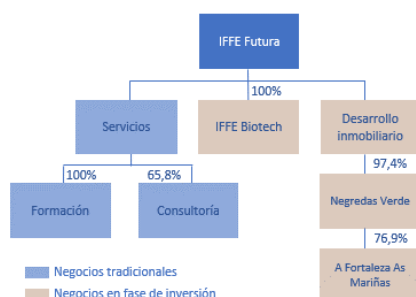 IFFE Futura
100%
Servicios
IFFE Biotech
Desarrollo
inmobiliario
100%
65,8%
97,4%
Formación
Consultoría
Negredas Verde
76,9%
A Fortaleza As
Mariñas
Negocios tradicionales
Negocios en fase de inversión